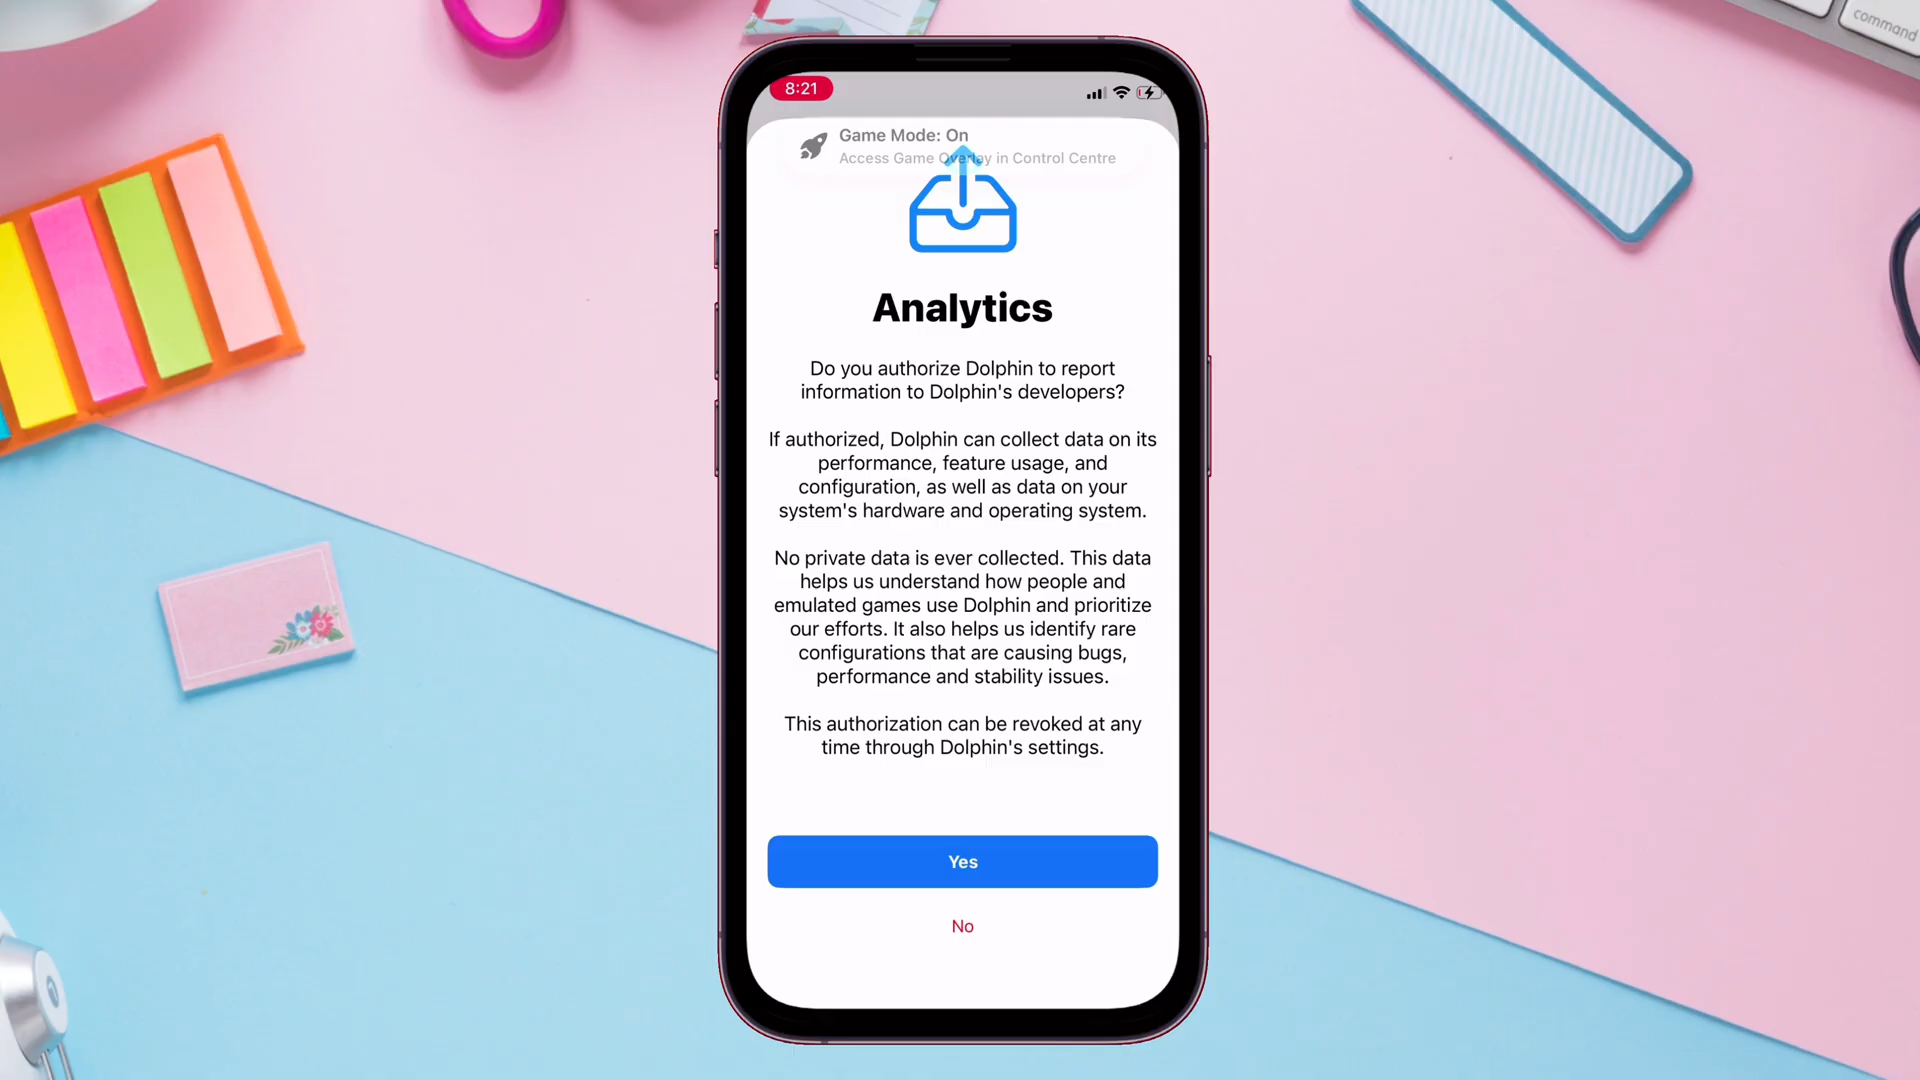 command
8:21
Game Mode: On
Access Game Overlay in Control Centre
Analytics
Do you authorize Dolphin to report
information to Dolphin's developers?
If authorized, Dolphin can collect data on its
performance, feature usage, and
configuration, as well as data on your
system's hardware and operating system.
No private data is ever collected. This data
helps us understand how people and
emulated games use Dolphin and prioritize
our efforts. It also helps us identify rare
configurations that are causing bugs,
performance and stability issues.
This authorization can be revoked at any
time through Dolphin's settings.
Yes
No